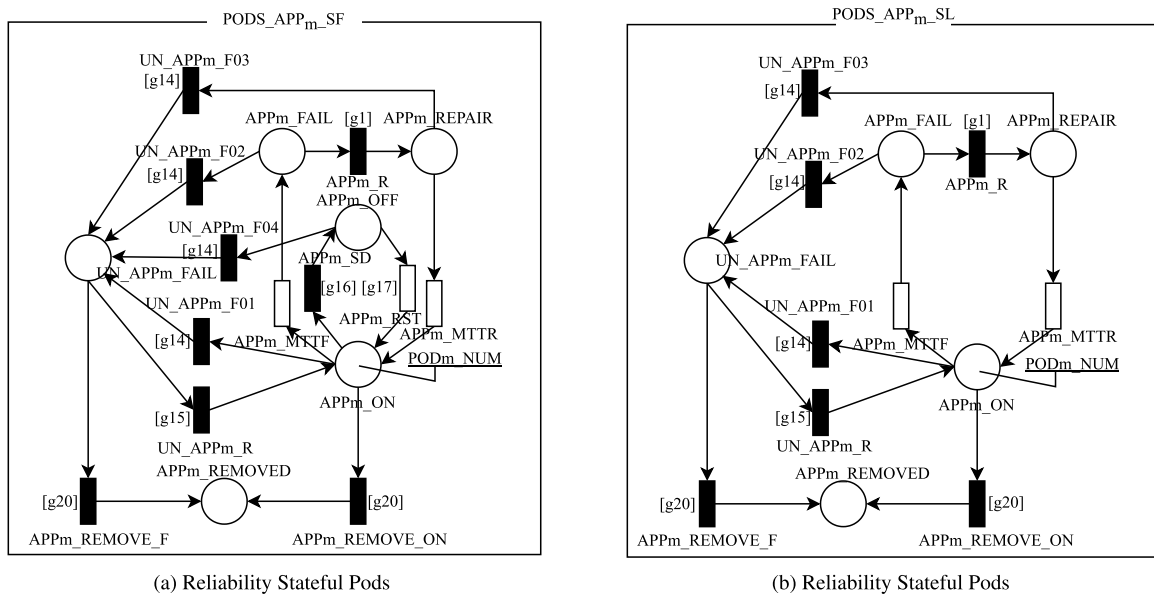 PODS_APPm_SF
UN_APPm_F03
[g14]
APPm_FAIL
[g1]
APPm_REPAIR
UN_APPm_F02
[g14]
APPm_R
APPm_OFF
UN_APPm_F04
[g14]
APPm_SD
UN_APPm_FAIL
[g16]
[g17]
UN_APPm_F01
APPm_RST
[g14]
APPm_MTTF
APPm_MTTR
PODm_NUM
APPm_ON
[g15]
UN_APPm_R
APPm_REMOVED
[g20]
[g20]
APPm_REMOVE_F
APPm_REMOVE_ON
(a) Reliability Stateful Pods
PODS_APPm_SL
UN_APPm_F03
[g14]
APPm_FAIL
[g1]
APPm_REPAIR
UN_APPm_F02
[g14]
APPm_R
UN_APPm_FAIL
UN_APPm_F01
[g14]
APPm_MTTF
APPm_MTTR
PODm_NUM
APPm_ON
[g15]
UN_APPm_R
APPm_REMOVED
[g20]
[g20]
APPm_REMOVE_F
APPm_REMOVE_ON
(b) Reliability Stateful Pods